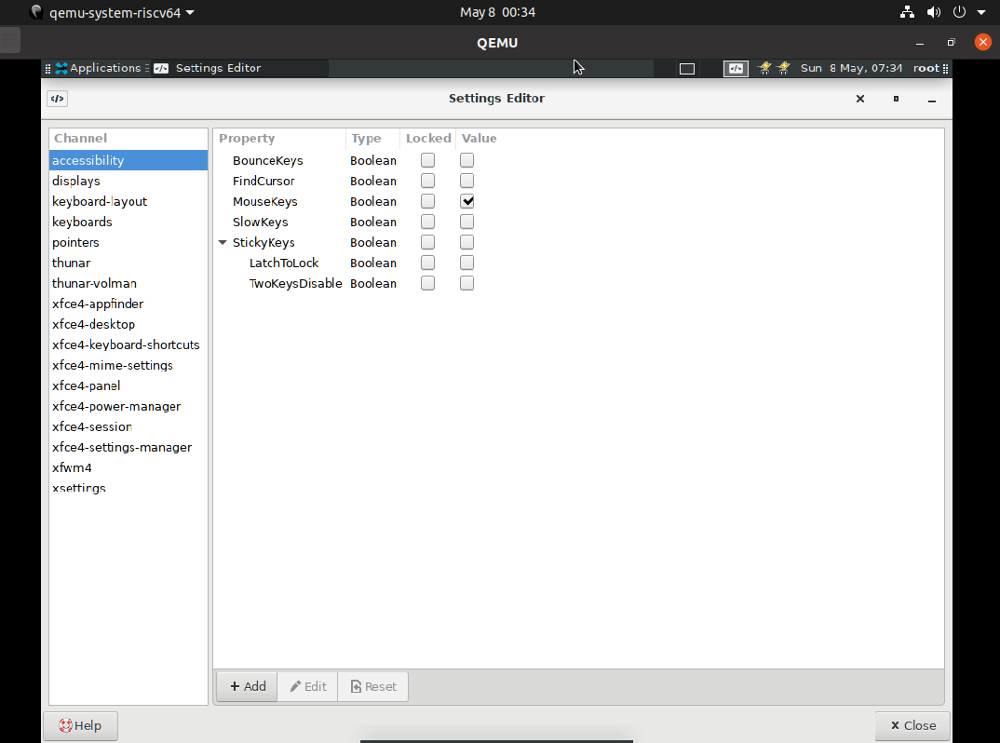 qemu-system-riscv64 May 8 00:34
QEMU
Applications Settings Editor Sun 8 May, 07:34 root
Settings Editor
Channel Property Type Locked Value
accessibility BounceKeys Boolean
displays FindCursor Boolean
keyboard-layout MouseKeys Boolean
keyboards SlowKeys Boolean
pointers StickyKeys Boolean
thunar LatchToLock Boolean
thunar-volman TwoKeysDisable Boolean
xfce4-appfinder
xfce4-desktop
xfce4-keyboard-shortcuts
xfce4-mime-settings
xfce4-panel
xfce4-power-manager
xfce4-session
xfce4-settings-manager
xfwm4
xsettings
Add Edit Reset
Help Close